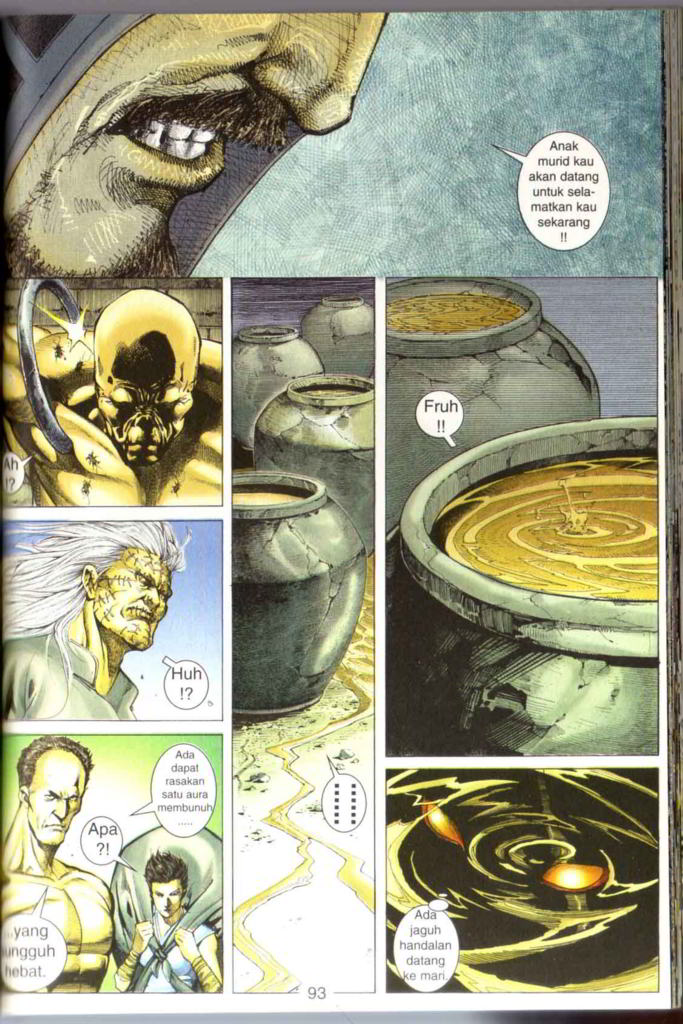 Anak
murid kau
akan datang
untuk sela-
matkan kau
sekarang
!!
Ah
!?
Huh
!?
Ada
dapat
rasakan
satu aura
membunuh
.....
Apa
?!
...yang
hebat.
Fruh
!!
Ada
jaguh
handalan
datang
ke mari.
93